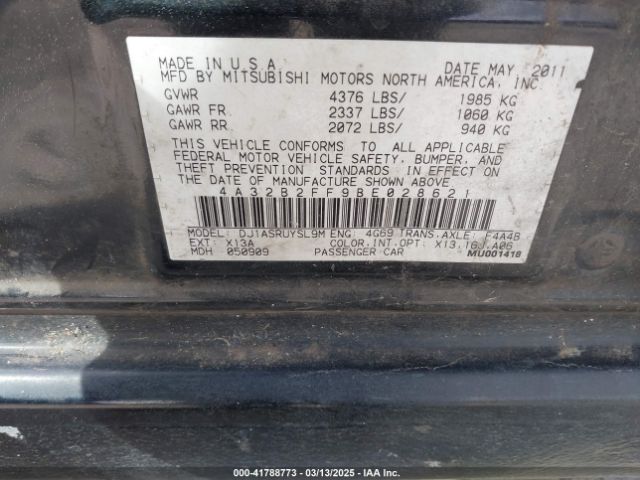 MADE IN U.S.A. DATE MAY 2011
MFD BY MITSUBISHI MOTORS NORTH AMERICA, INC.
GVWR 4376 LBS/ 1985 KG
GAWR FR 2337 LBS/ 1060 KG
GAWR RR 2072 LBS/ 940 KG
THIS VEHICLE CONFORMS TO ALL APPLICABLE
FEDERAL MOTOR VEHICLE SAFETY, BUMPER, AND
THEFT PREVENTION STANDARDS IN EFFECT ON
THE DATE OF MANUFACTURE SHOWN ABOVE
4A32B2FF9BE028621
MODEL: DJ1ASRUYSL9M ENG: 4G69 TRANS.AXLE: F4A4B
EXT: X13A COLOR.INT.OPT: X13.16J.A06
MDH 050909 PASSENGER CAR MU001418
000-41788773 — 03/13/2025 — IAA Inc.